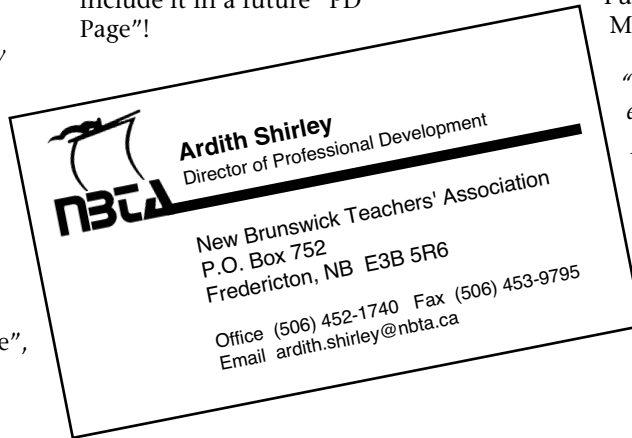 include it in a future "PD
Page"!
Ardith Shirley
Director of Professional Development
NBTA
New Brunswick Teachers' Association
P.O. Box 752
Fredericton, NB E3B 5R6
Office (506) 452-1740 Fax (506) 453-9795
Email ardith.shirley@nbta.ca